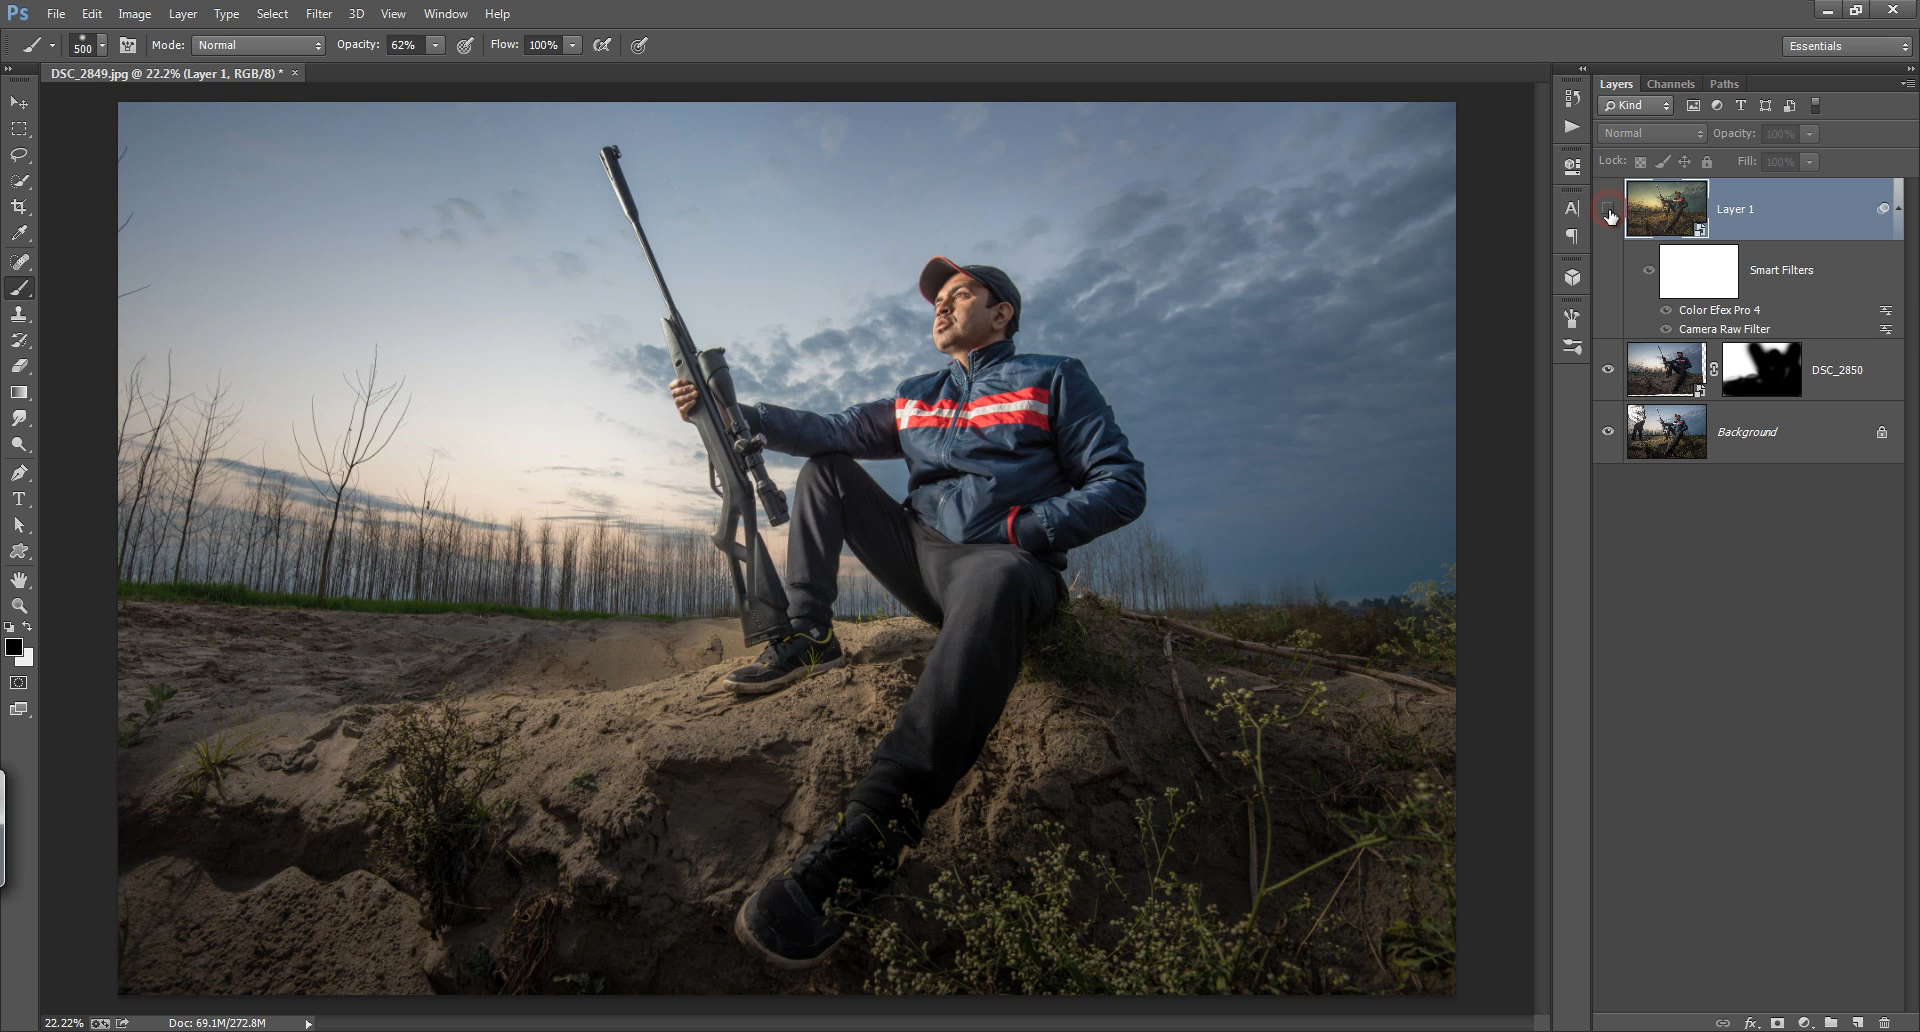 Ps File Edit Image Layer Type Select Filter 3D View Window Help
500 Mode: Normal Opacity: 62% Flow: 100% Essentials
DSC_2849.jpg @ 22.2% (Layer 1, RGB/8) * ×
Layers Channels Paths
Kind
Normal Opacity: 100%
Lock: Fill: 100%
Layer 1
Smart Filters
Color Efex Pro 4
Camera Raw Filter
DSC_2850
Background
22.22% Doc: 69.1M/272.8M